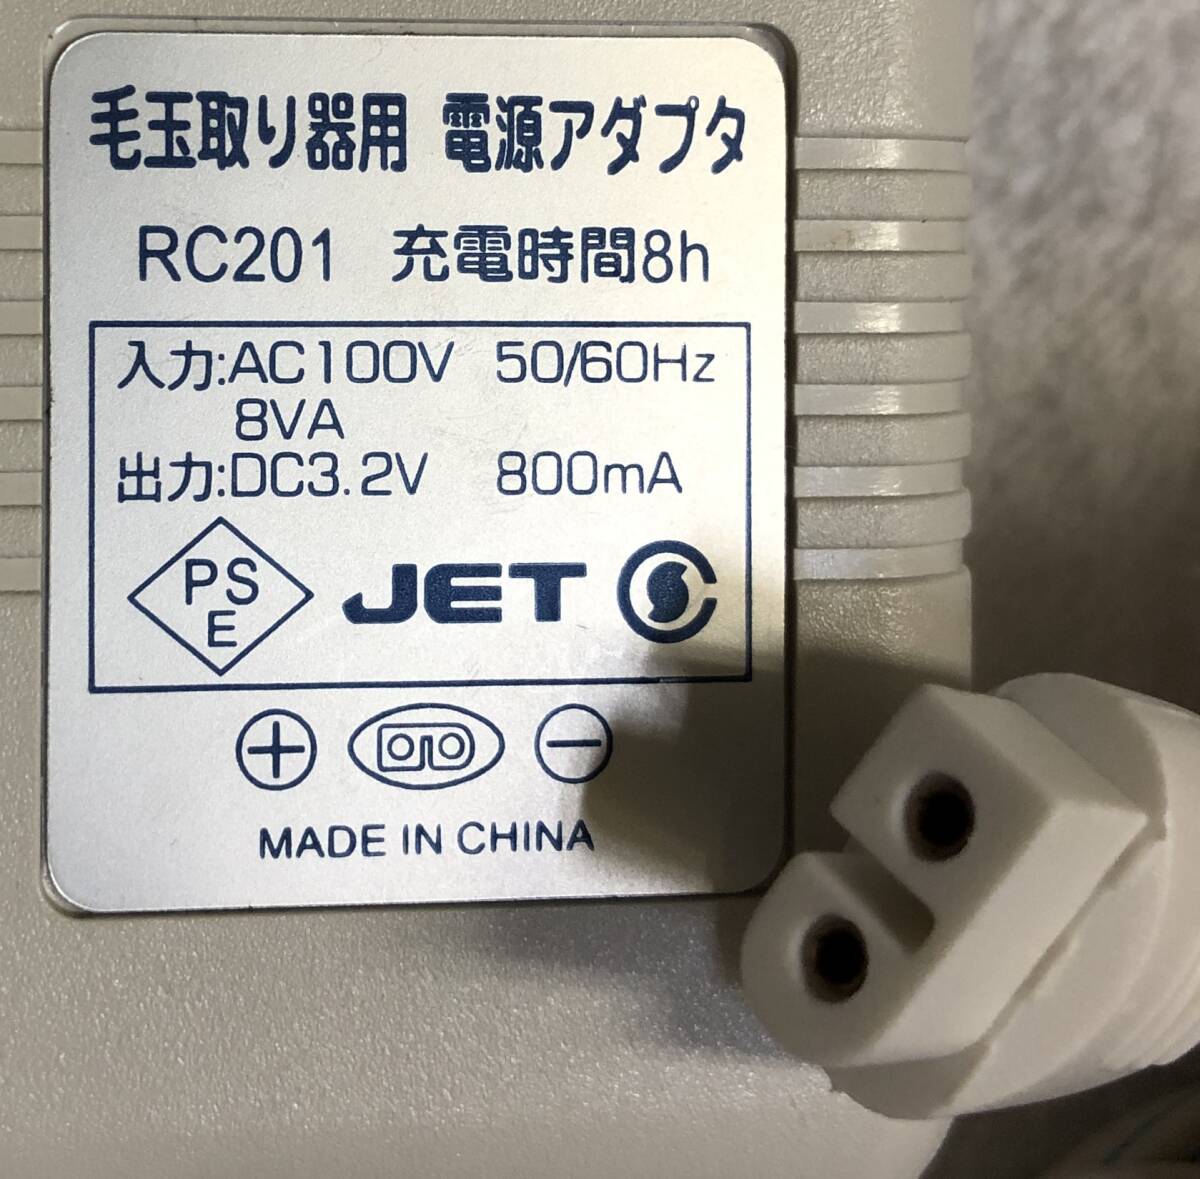 毛玉取り器用 電源アダプタ
RC201 充電時間8h
入力:AC100V 50/60Hz
8VA
出力:DC3.2V 800mA
PS
E
JET
MADE IN CHINA